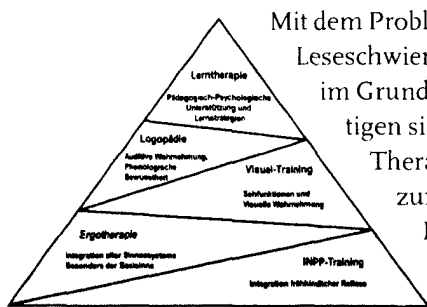 Mit dem Probl
Leseschwier
im Grund
tigen si
Thera
zur
Lerntherapie
Pädagogisch-Psychologische
Unterstützung und
Lernstrategien
Logopädie
Auditive Wahrnehmung,
Phonologische
Bewusstheit
Visual-Training
Sehfunktionen und
Visuelle Wahrnehmung
Ergotherapie
Integration aller Sinnessysteme
Besonders der Basissinne
INPP-Training
Integration frühkindlicher Reflexe